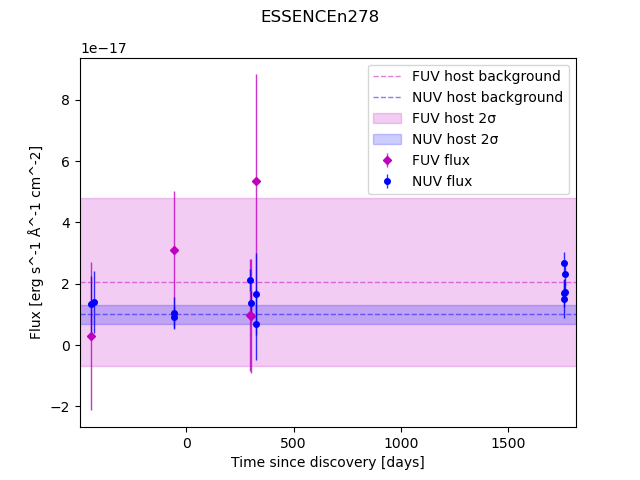 ESSENCEn278
1e−17
FUV host background
NUV host background
FUV host 2σ
NUV host 2σ
FUV flux
NUV flux
8
6
4
2
0
−2
Flux [erg s^-1 Å^-1 cm^-2]
0 500 1000 1500
Time since discovery [days]